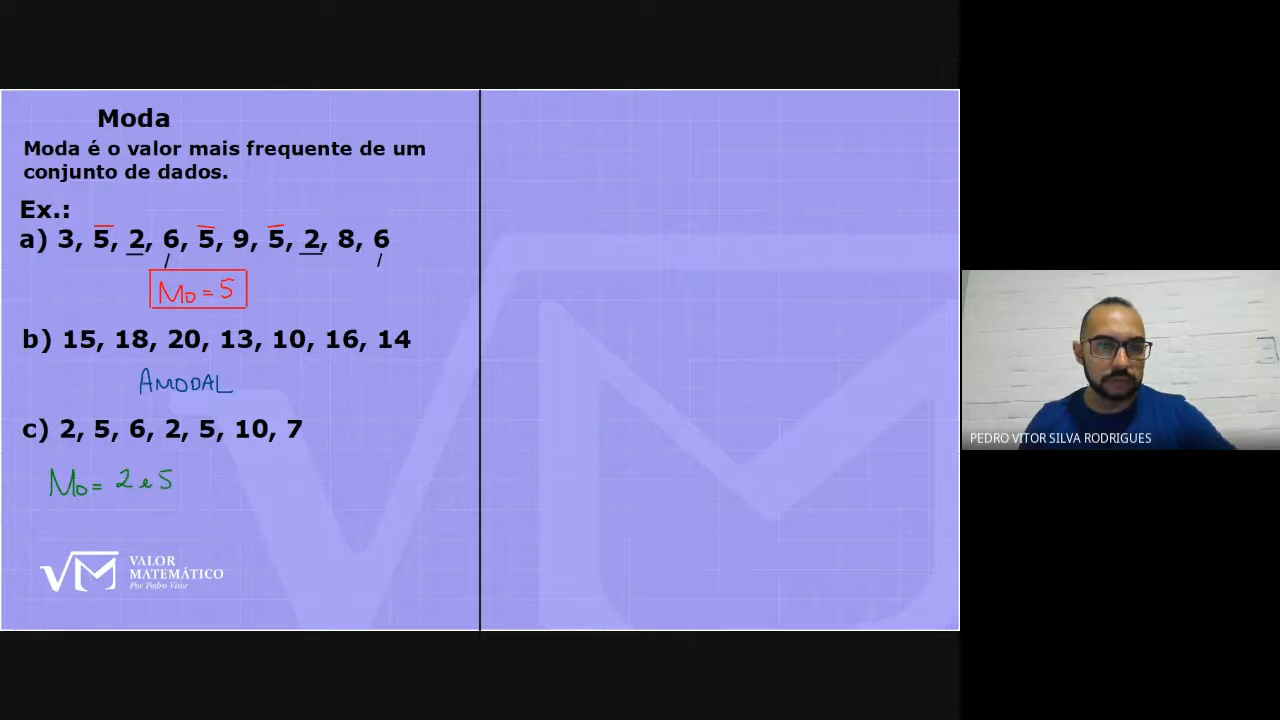 Moda
Moda é o valor mais frequente de um
conjunto de dados.
Ex.:
a) 3, 5, 2, 6, 5, 9, 5, 2, 8, 6
Mo = 5
b) 15, 18, 20, 13, 10, 16, 14
AMODAL
c) 2, 5, 6, 2, 5, 10, 7
Mo = 2 e 5
VM VALOR
MATEMÁTICO
Por Pedro Vitor
PEDRO VITOR SILVA RODRIGUES